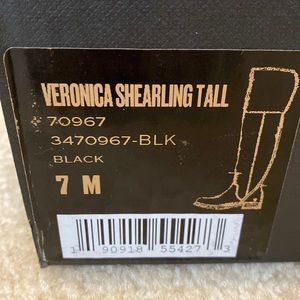 VERONICA SHEARLING TALL
70967
3470967-BLK
BLACK
7 M
1 90918 55427 3